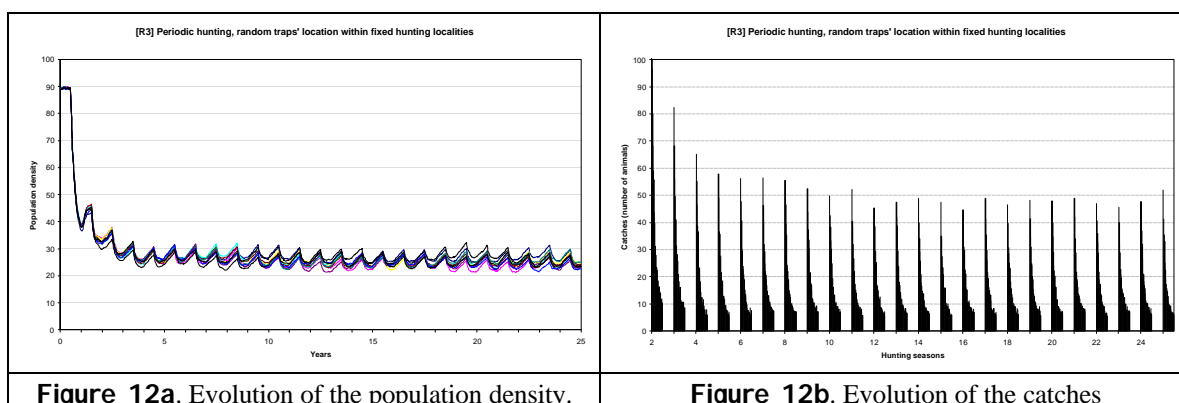 [R3] Periodic hunting, random traps' location within fixed hunting localities
100
90
80
70
60
50
40
30
20
10
0
Population density
0 5 10 15 20 25
Years
Figure 12a. Evolution of the population density.
[R3] Periodic hunting, random traps' location within fixed hunting localities
100
90
80
70
60
50
40
30
20
10
0
Catches (number of animals)
2 4 6 8 10 12 14 16 18 20 22 24
Hunting seasons
Figure 12b. Evolution of the catches